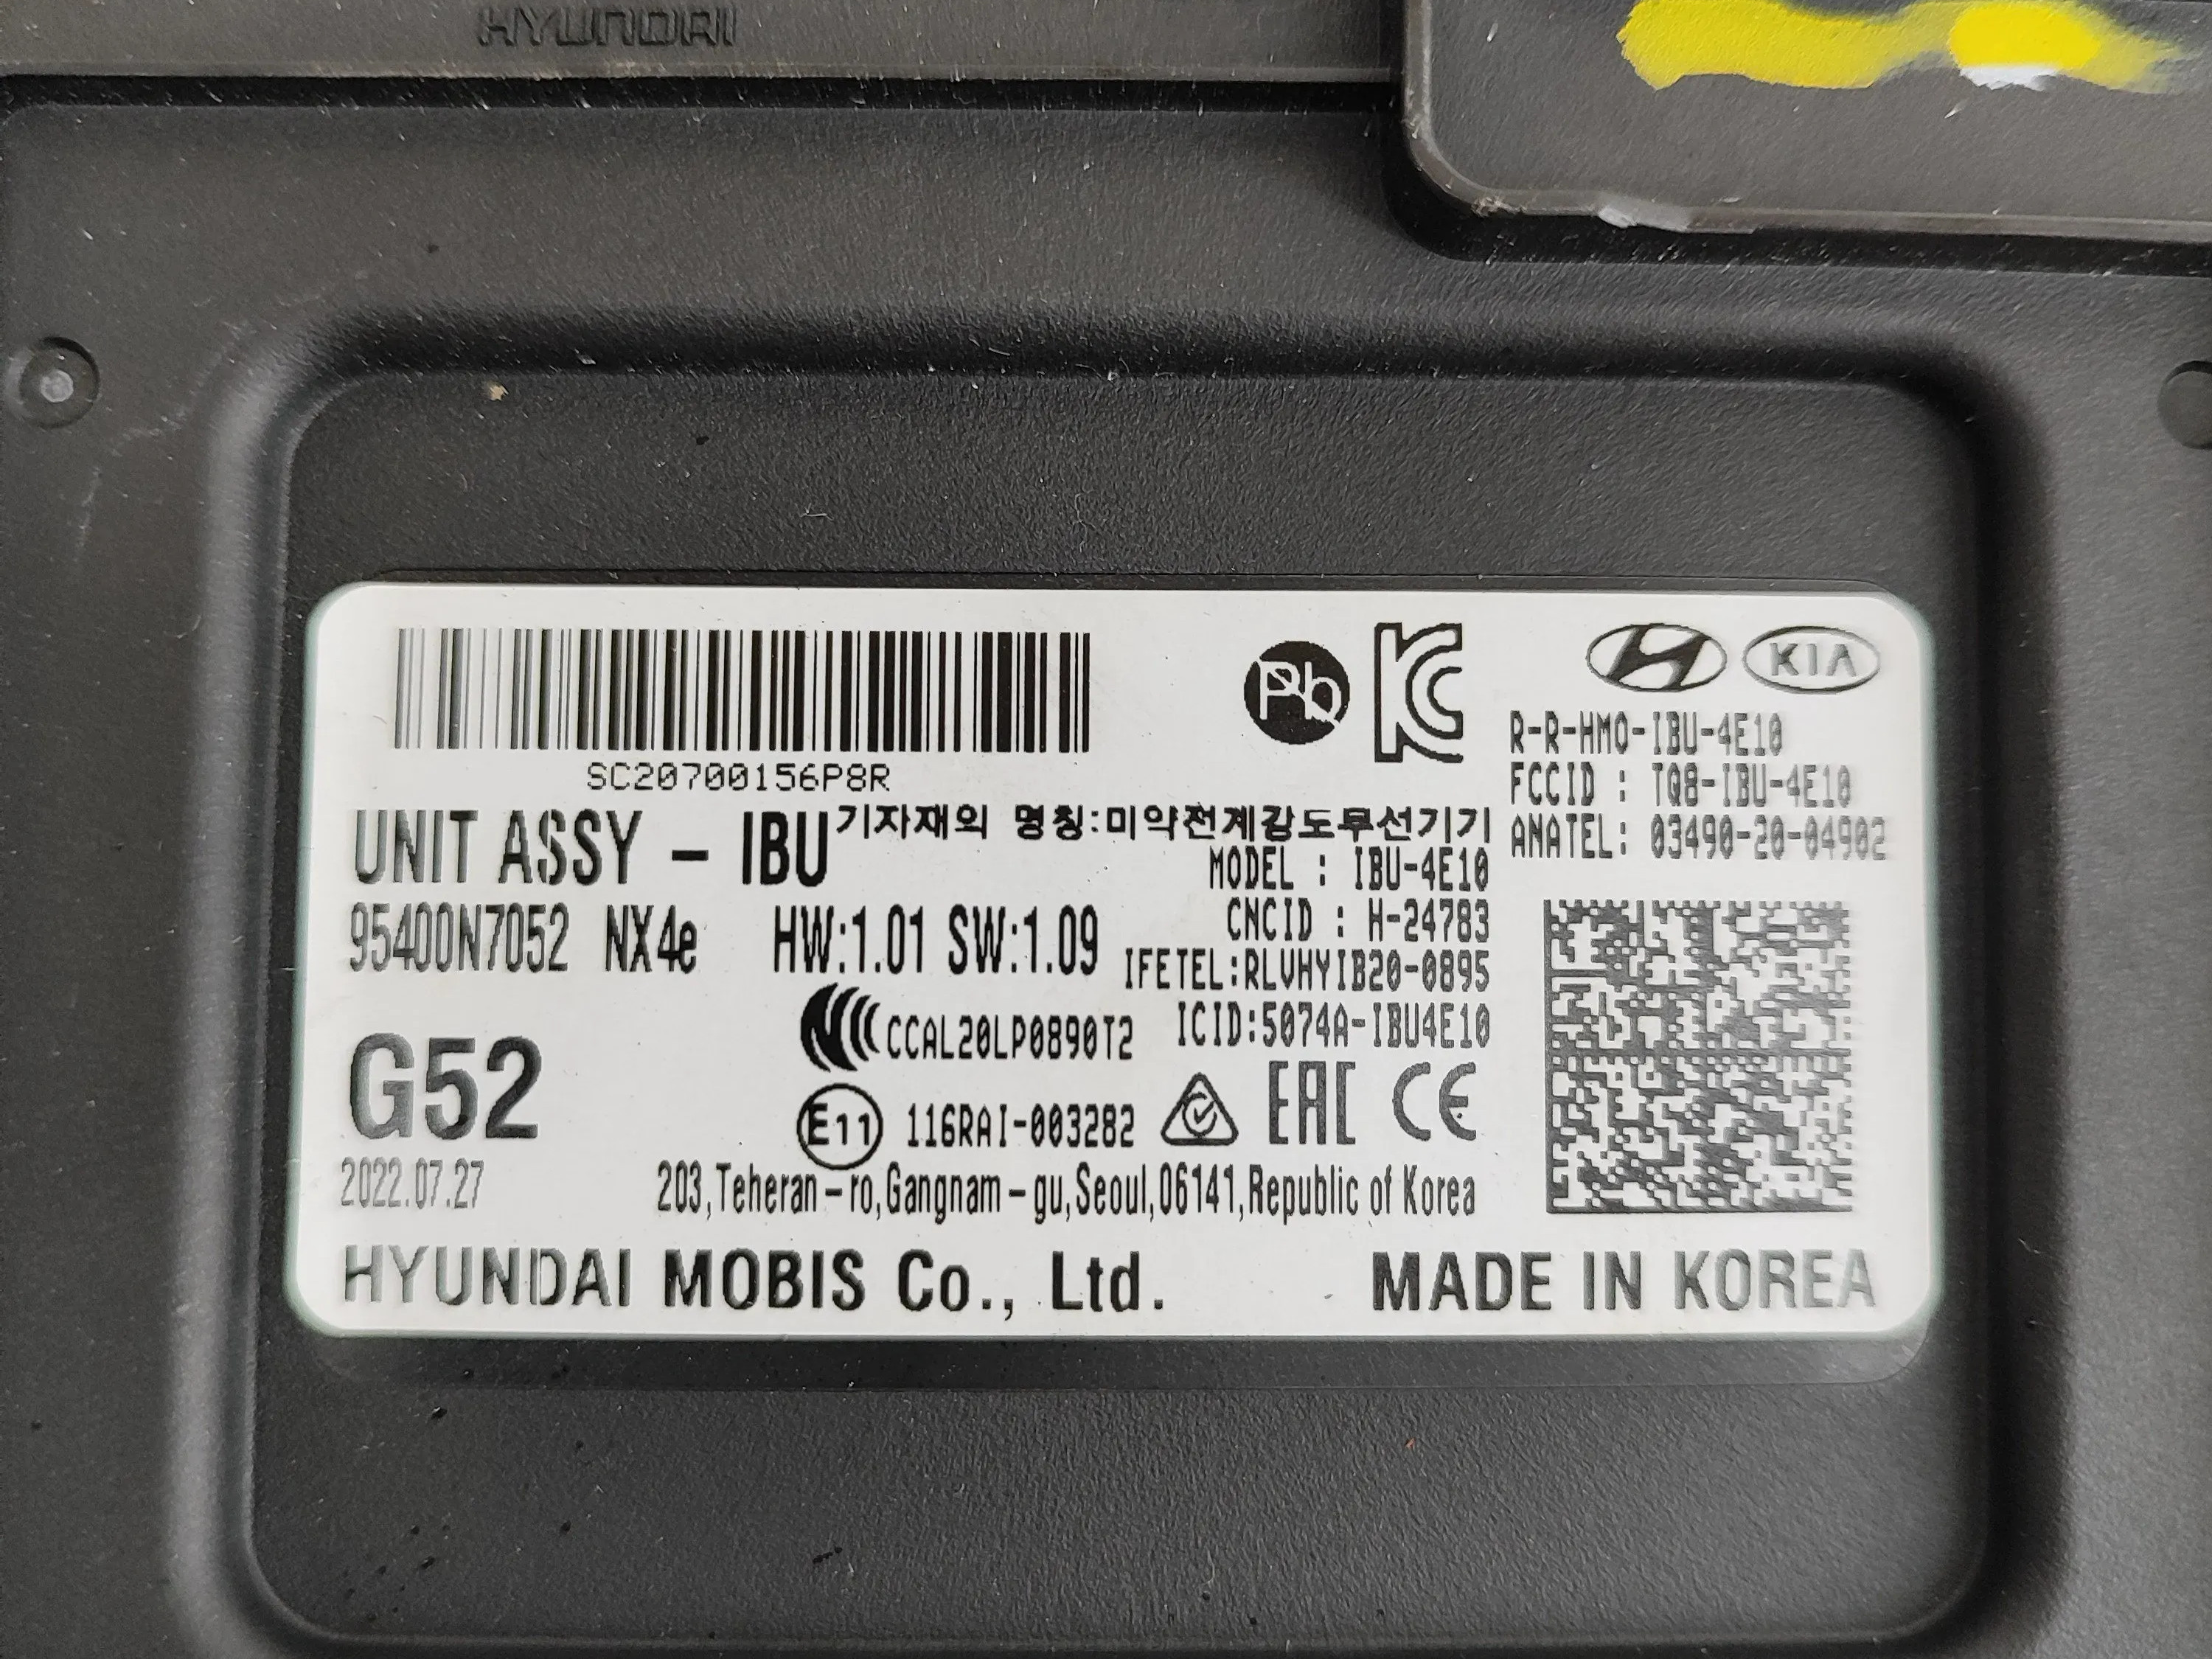 HYUNDAI
Pb
KC
KIA
SC20700156P8R
R-R-HMO-IBU-4E10
FCCID : TQ8-IBU-4E10
ANATEL: 03490-20-04902
UNIT ASSY - IBU
기자재의 명칭:미약전계강도무선기기
MODEL : IBU-4E10
95400N7052 NX4e HW:1.01 SW:1.09
CNCID : H-24783
IFETEL:RLVHYIB20-0895
CCAL20LP0890T2
ICID:5074A-IBU4E10
G52
E11 116RAI-003282
EAC CE
2022.07.27
203,Teheran-ro,Gangnam-gu,Seoul,06141,Republic of Korea
HYUNDAI MOBIS Co., Ltd. MADE IN KOREA